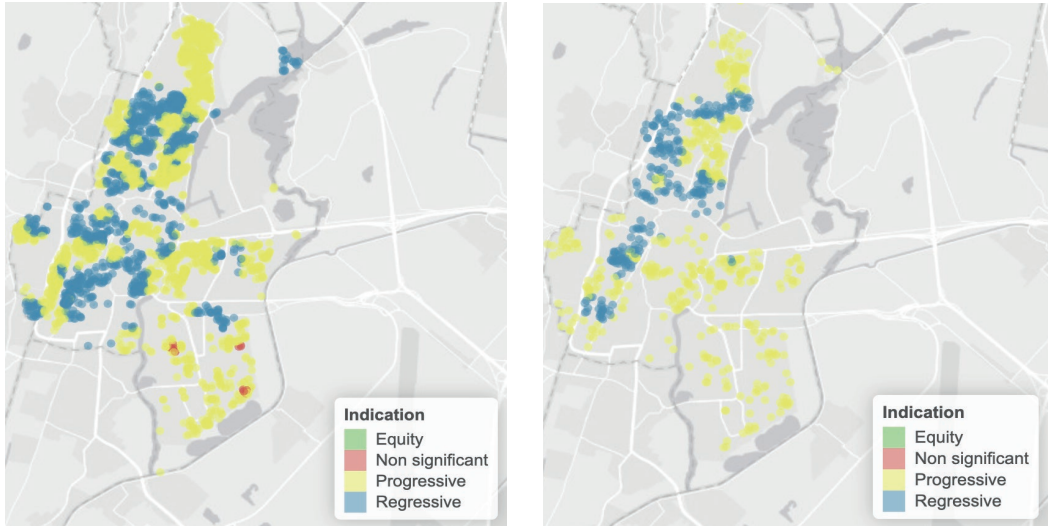 Indication
Equity
Non significant
Progressive
Regressive
Indication
Equity
Non significant
Progressive
Regressive